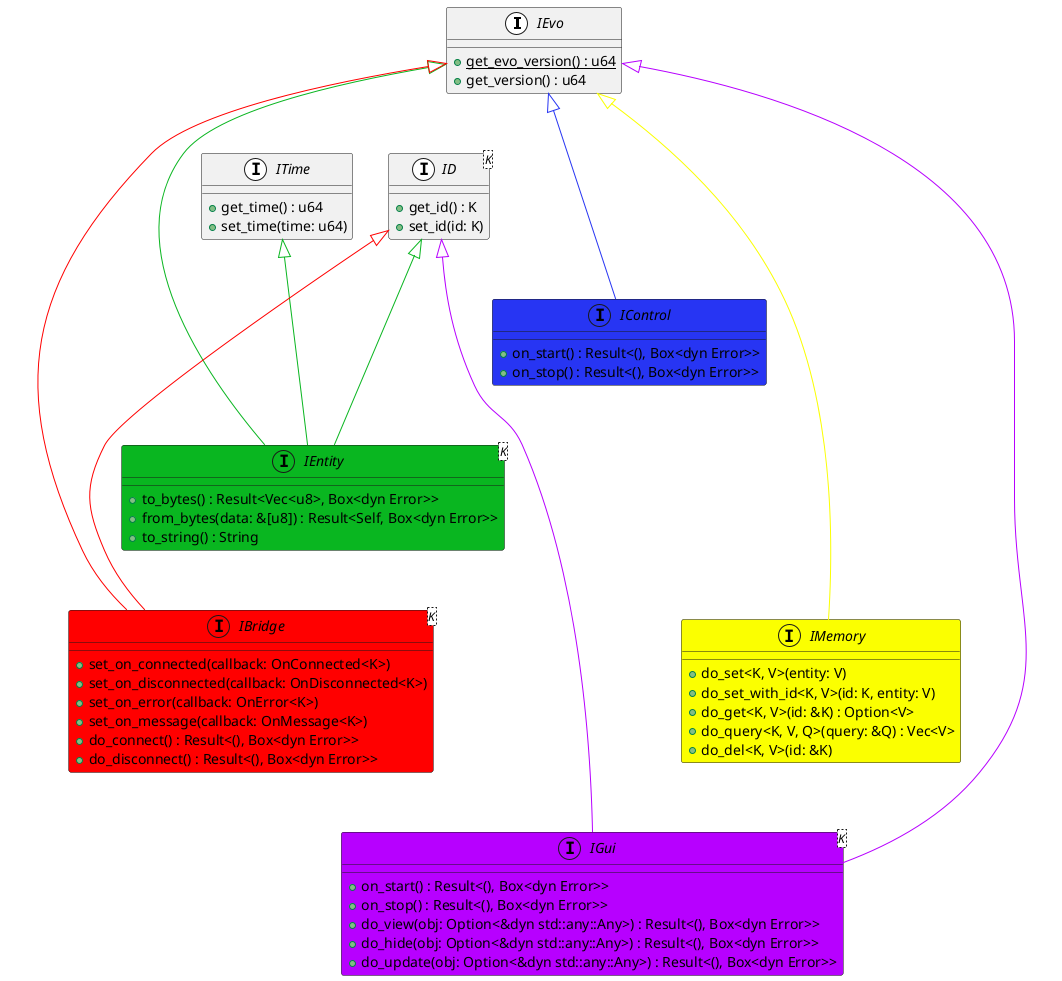 I IEvo
get_evo_version() : u64
get_version() : u64
I ITime
get_time() : u64
set_time(time: u64)
I ID K
get_id() : K
set_id(id: K)
I IControl
on_start() : Result<(), Box<dyn Error>>
on_stop() : Result<(), Box<dyn Error>>
I IEntity K
to_bytes() : Result<Vec<u8>, Box<dyn Error>>
from_bytes(data: &[u8]) : Result<Self, Box<dyn Error>>
to_string() : String
I IBridge K
set_on_connected(callback: OnConnected<K>)
set_on_disconnected(callback: OnDisconnected<K>)
set_on_error(callback: OnError<K>)
set_on_message(callback: OnMessage<K>)
do_connect() : Result<(), Box<dyn Error>>
do_disconnect() : Result<(), Box<dyn Error>>
I IMemory
do_set<K, V>(entity: V)
do_set_with_id<K, V>(id: K, entity: V)
do_get<K, V>(id: &K) : Option<V>
do_query<K, V, Q>(query: &Q) : Vec<V>
do_del<K, V>(id: &K)
I IGui K
on_start() : Result<(), Box<dyn Error>>
on_stop() : Result<(), Box<dyn Error>>
do_view(obj: Option<&dyn std::any::Any>) : Result<(), Box<dyn Error>>
do_hide(obj: Option<&dyn std::any::Any>) : Result<(), Box<dyn Error>>
do_update(obj: Option<&dyn std::any::Any>) : Result<(), Box<dyn Error>>